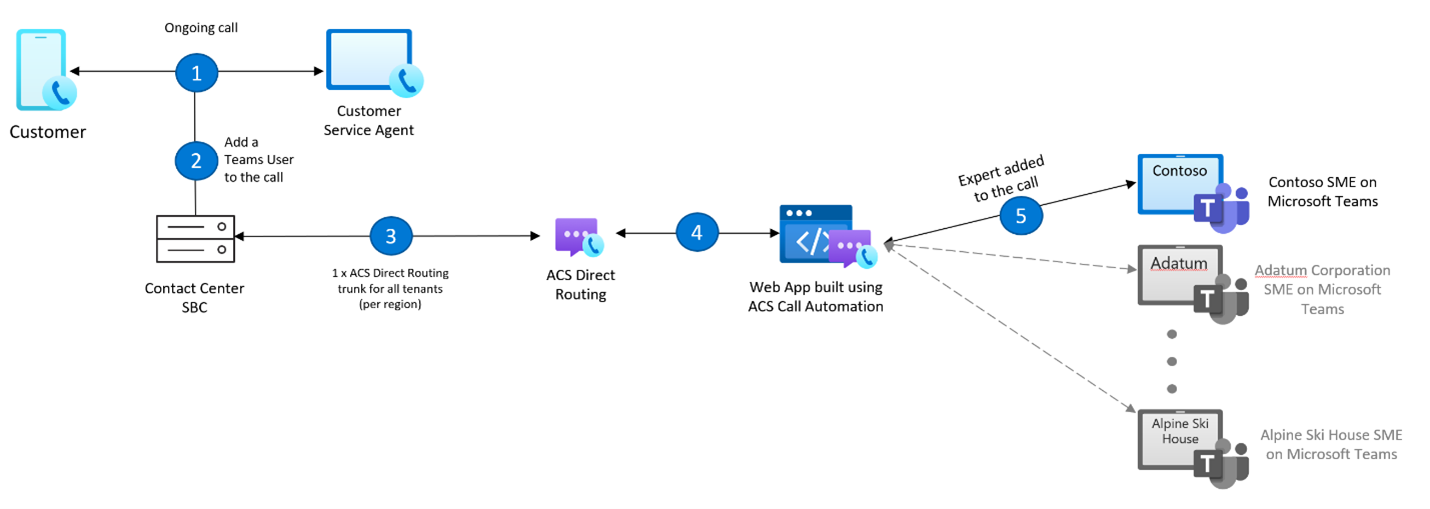 Ongoing call
1
Customer
Customer
Service Agent
2
Add a
Teams User
to the call
Contact Center
SBC
3
1 x ACS Direct Routing
trunk for all tenants
(per region)
ACS Direct
Routing
4
</>
Web App built using
ACS Call Automation
Expert added
to the call
5
Contoso
T
Contoso SME on
Microsoft Teams
Adatum
T
Adatum Corporation
SME on Microsoft
Teams
Alpine Ski
House
T
Alpine Ski House SME
on Microsoft Teams